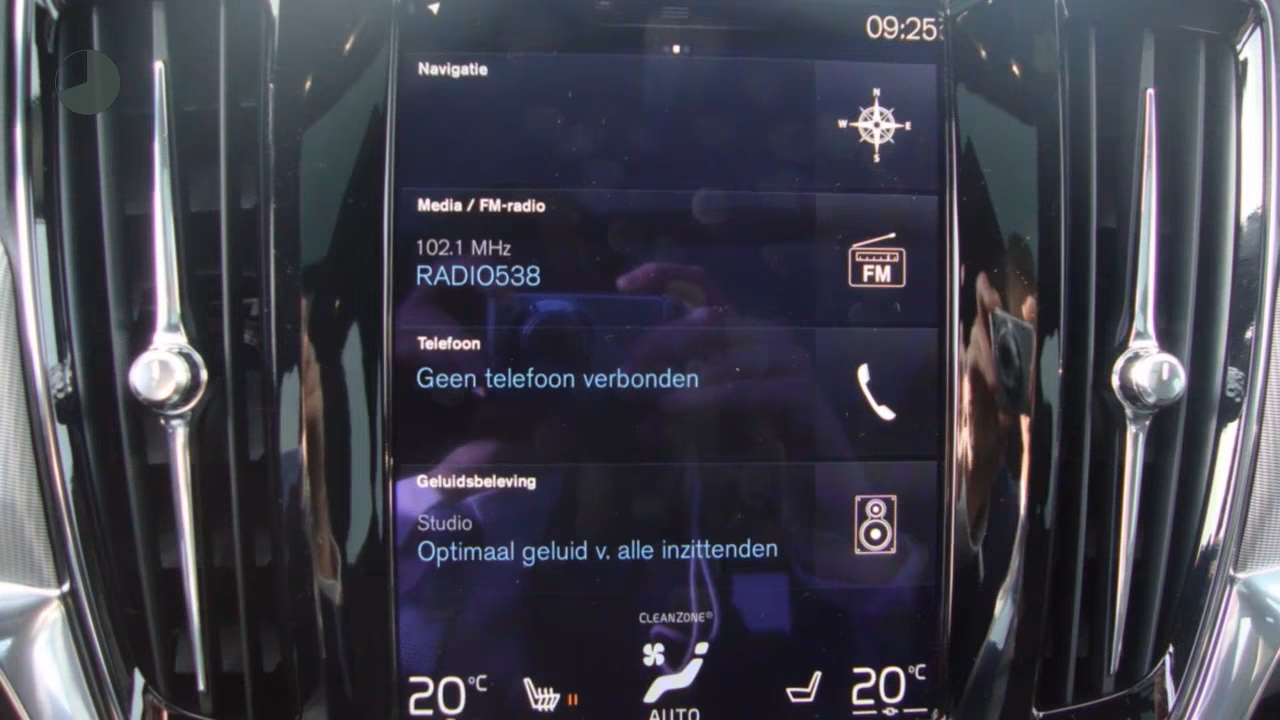 09:25
Navigatie
N
W E
S
Media / FM-radio
102.1 MHz
RADIO538
FM
Telefoon
Geen telefoon verbonden
Geluidsbeleving
Studio
Optimaal geluid v. alle inzittenden
CLEANZONE®
20°C
20°C
AUTO